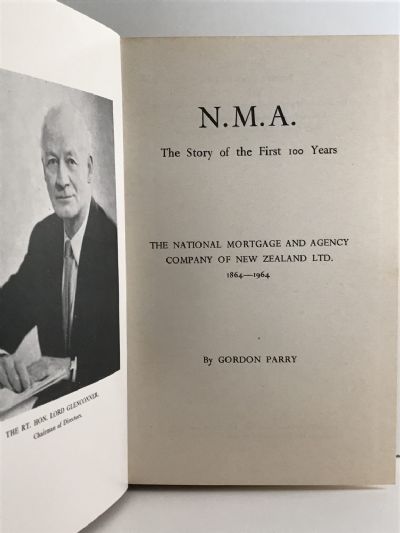 THE RT. HON. LORD GLENCONNER.
Chairman of Directors.
N.M.A.
The Story of the First 100 Years
THE NATIONAL MORTGAGE AND AGENCY
COMPANY OF NEW ZEALAND LTD.
1864—1964
By GORDON PARRY